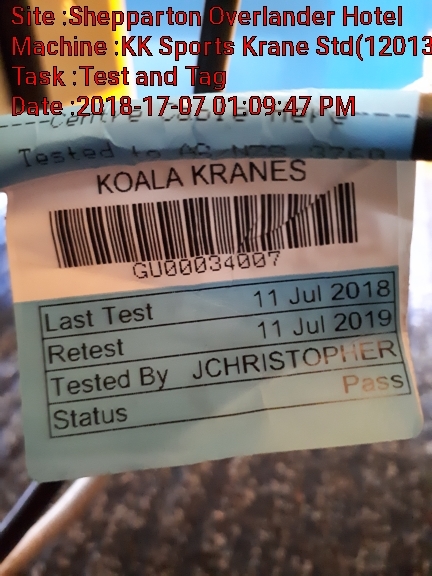 Site :Shepparton Overlander Hotel
Machine :KK Sports Krane Std(12013
Task :Test and Tag
Date :2018-17-07 01:09:47 PM
Tested to AS/NZS 3760
KOALA KRANES
GU00034007
Last Test 11 Jul 2018
Retest 11 Jul 2019
Tested By JCHRISTOPHER
Status Pass